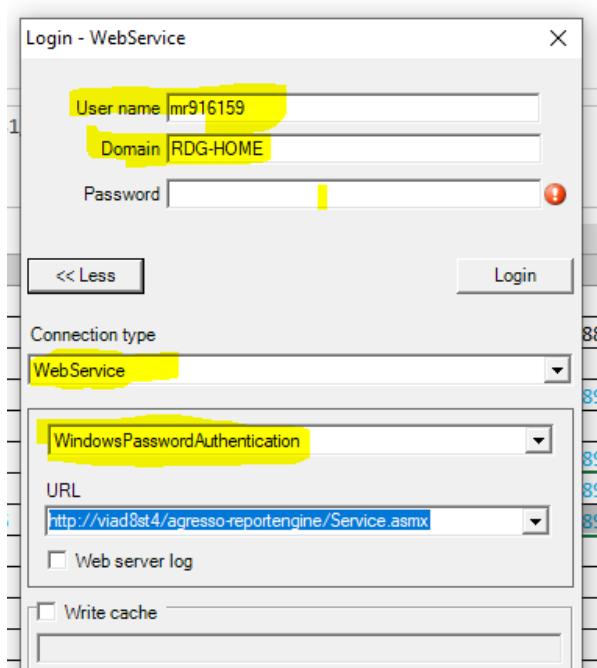 Login - WebService
User name mr916159
Domain RDG-HOME
Password
<< Less
Login
Connection type
WebService
WindowsPasswordAuthentication
URL
http://viad8st4/agresso-reportengine/Service.asmx
Web server log
Write cache